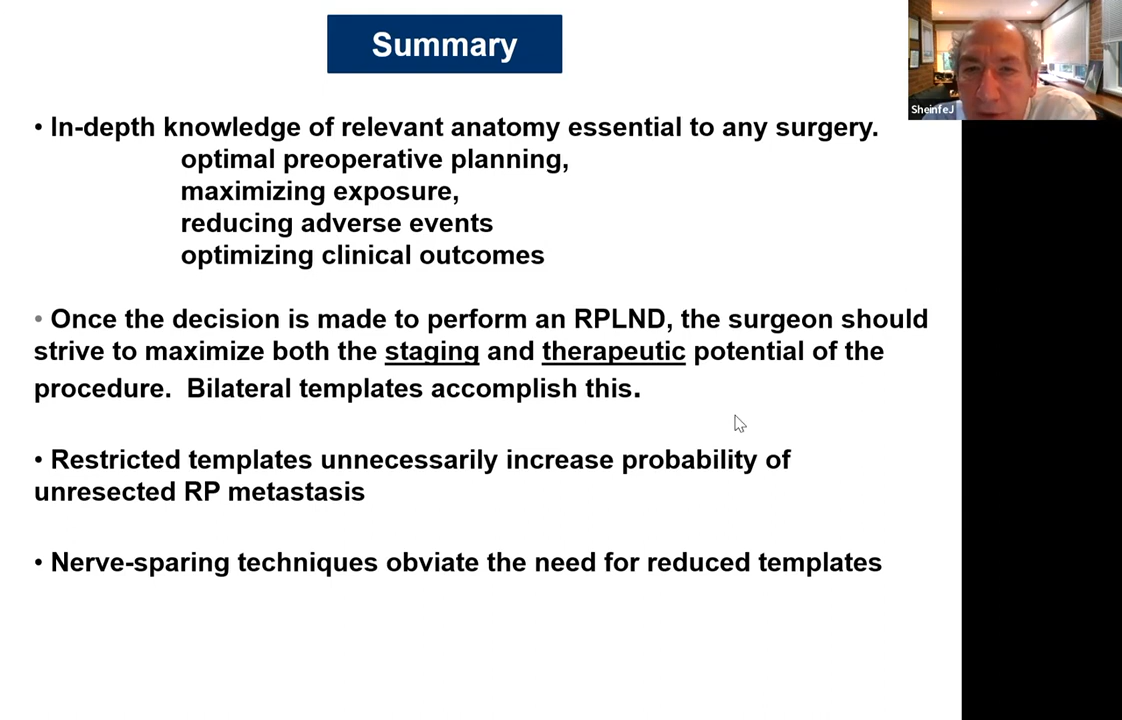 Summary
SheinfeJ
• In-depth knowledge of relevant anatomy essential to any surgery.
optimal preoperative planning,
maximizing exposure,
reducing adverse events
optimizing clinical outcomes
• Once the decision is made to perform an RPLND, the surgeon should
strive to maximize both the staging and therapeutic potential of the
procedure.  Bilateral templates accomplish this.
• Restricted templates unnecessarily increase probability of
unresected RP metastasis
• Nerve-sparing techniques obviate the need for reduced templates